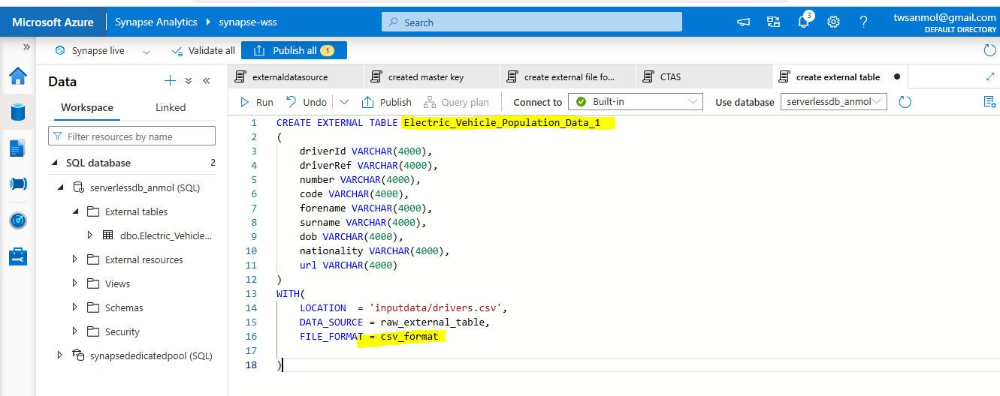 Microsoft Azure
Synapse Analytics
synapse-wss
Search
3
twsanmol@gmail.com
DEFAULT DIRECTORY
Synapse live
Validate all
Publish all 1
Data
Workspace
Linked
Filter resources by name
SQL database 2
serverlessdb_anmol (SQL)
External tables
dbo.Electric_Vehicle...
External resources
Views
Schemas
Security
synapsededicatedpool (SQL)
externaldatasource
created master key
create external file fo...
CTAS
create external table
Run
Undo
Publish
Query plan
Connect to
Built-in
Use database
serverlessdb_anmol
1 CREATE EXTERNAL TABLE Electric_Vehicle_Population_Data_1
2 (
3 driverId VARCHAR(4000),
4 driverRef VARCHAR(4000),
5 number VARCHAR(4000),
6 code VARCHAR(4000),
7 forename VARCHAR(4000),
8 surname VARCHAR(4000),
9 dob VARCHAR(4000),
10 nationality VARCHAR(4000),
11 url VARCHAR(4000)
12 )
13 WITH(
14 LOCATION = 'inputdata/drivers.csv',
15 DATA_SOURCE = raw_external_table,
16 FILE_FORMAT = csv_format
17
18 )